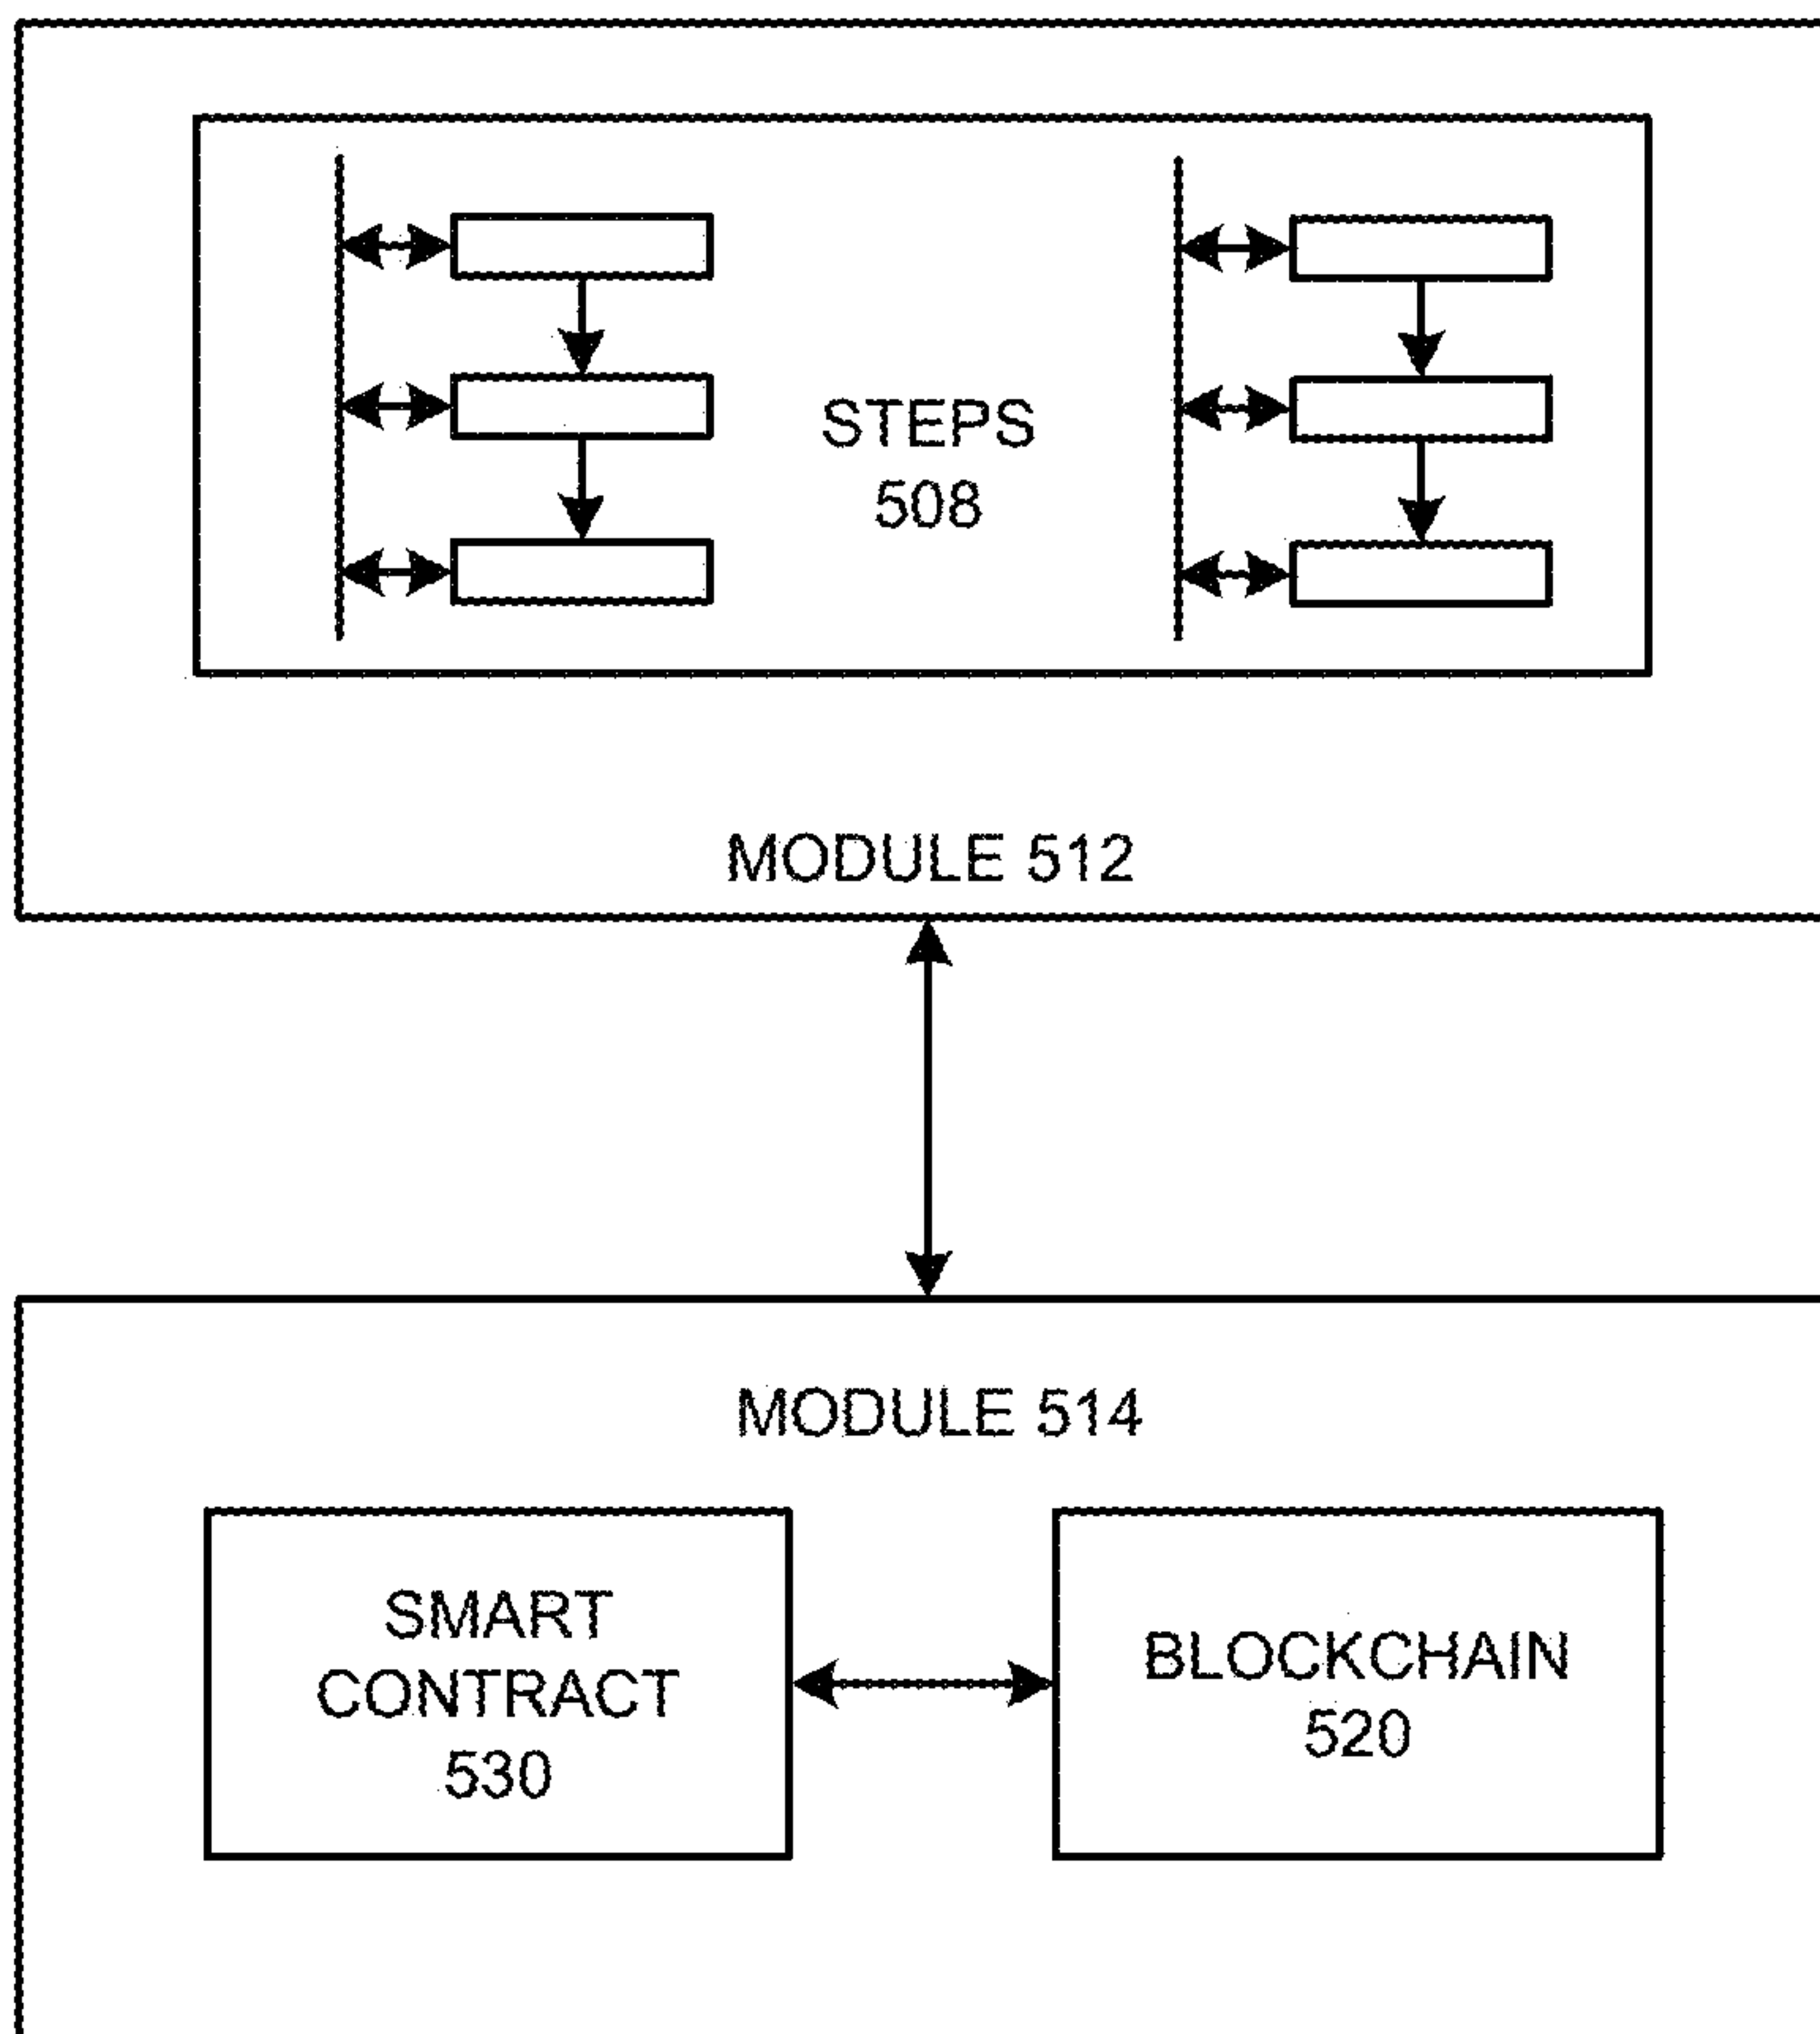 STEPS
508
MODULE 512
MODULE 514
SMART
CONTRACT
530
BLOCKCHAIN
520